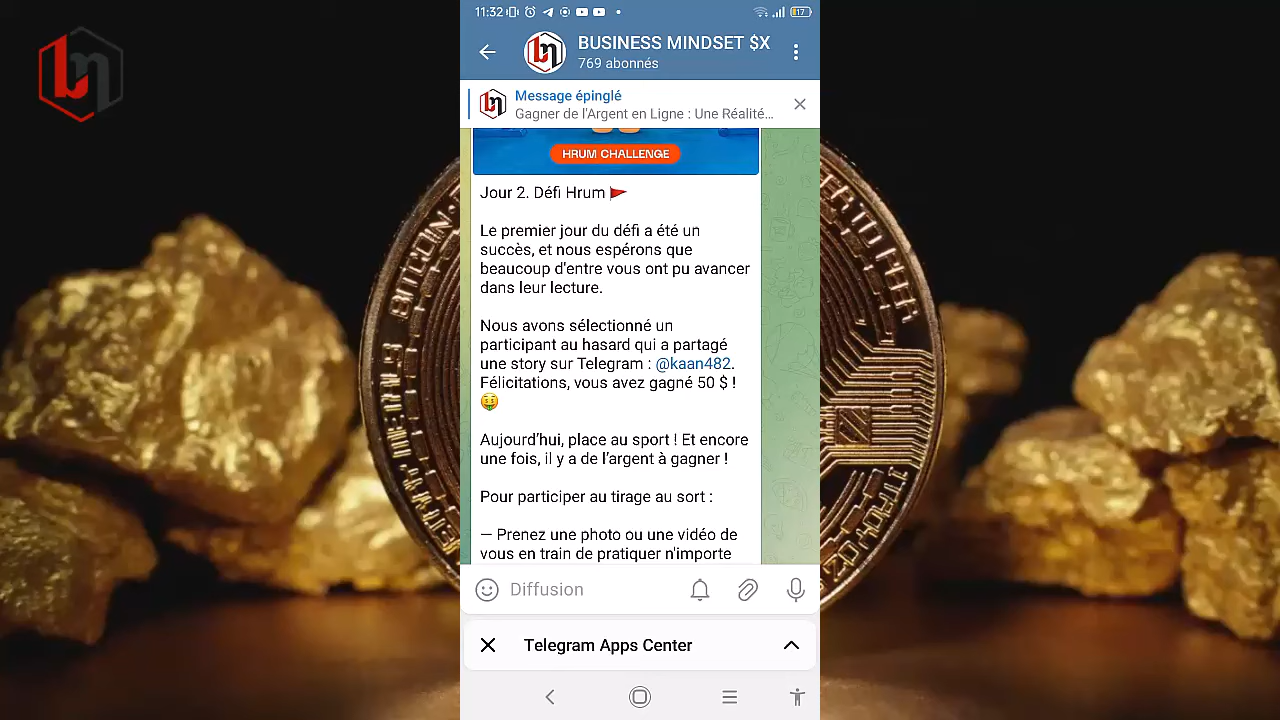 11:32
17
BUSINESS MINDSET $X
769 abonnés
Message épinglé
Gagner de l'Argent en Ligne : Une Réalité…
HRUM CHALLENGE
Jour 2. Défi Hrum 🚩
Le premier jour du défi a été un
succès, et nous espérons que
beaucoup d'entre vous ont pu avancer
dans leur lecture.
Nous avons sélectionné un
participant au hasard qui a partagé
une story sur Telegram : @kaan482.
Félicitations, vous avez gagné 50 $ !
🤑
Aujourd’hui, place au sport ! Et encore
une fois, il y a de l’argent à gagner !
Pour participer au tirage au sort :
— Prenez une photo ou une vidéo de
vous en train de pratiquer n'importe
Diffusion
Telegram Apps Center